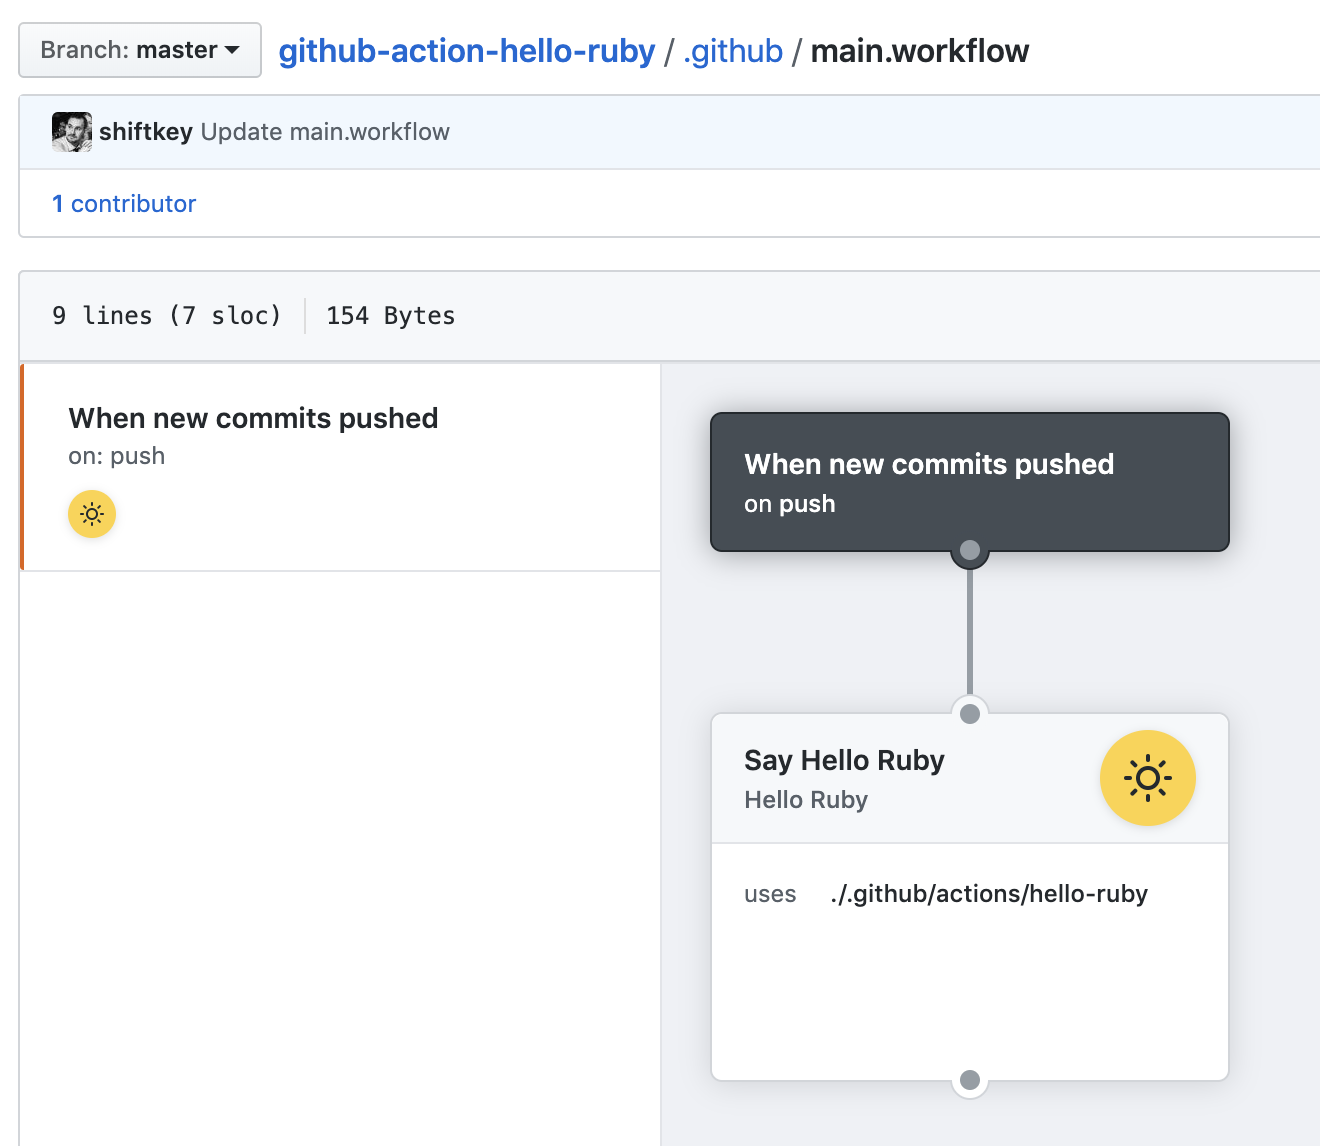 Branch: master github-action-hello-ruby / .github / main.workflow
shiftkey Update main.workflow
1 contributor
9 lines (7 sloc) 154 Bytes
When new commits pushed
on: push
When new commits pushed
on push
Say Hello Ruby
Hello Ruby
uses ./.github/actions/hello-ruby